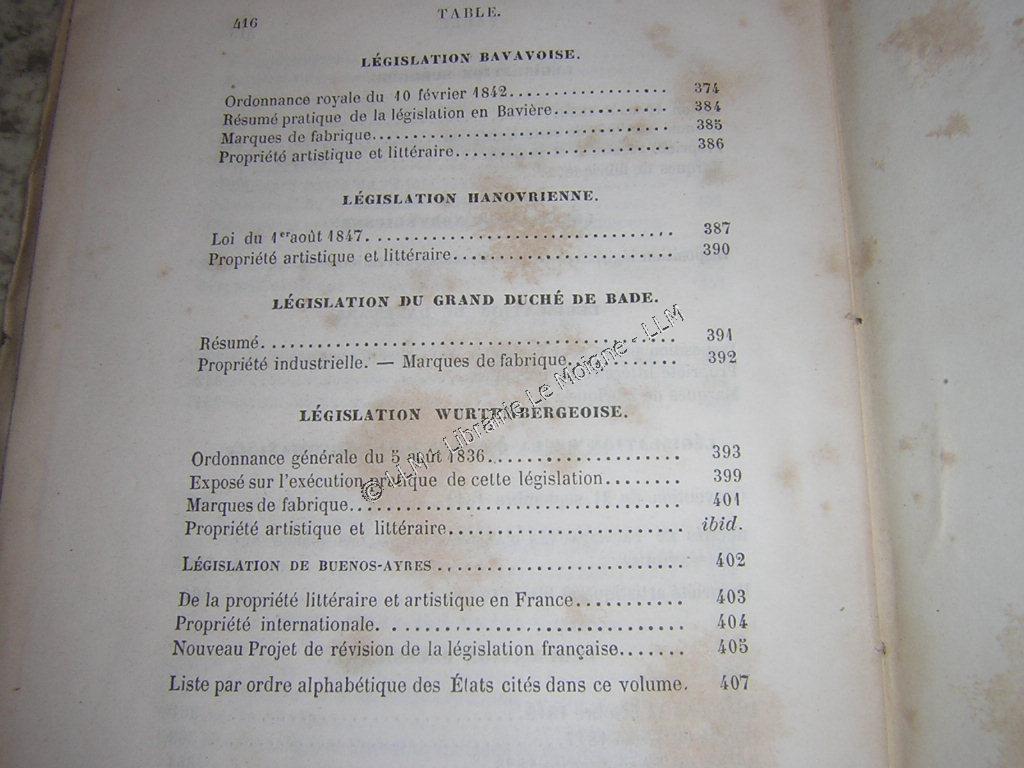 416 TABLE.
LÉGISLATION BAVAVOISE.
Ordonnance royale du 10 février 1842 .................. 374
Résumé pratique de la législation en Bavière ............ 384
Marques de fabrique .............................. 385
Propriété artistique et littéraire ...................... 386
LÉGISLATION HANOVRIENNE.
Loi du 1er août 1847 .............................. 387
Propriété artistique et littéraire ...................... 390
LÉGISLATION DU GRAND DUCHÉ DE BADE.
Résumé .......................................... 391
Propriété industrielle. — Marques de fabrique ............ 392
LÉGISLATION WURTEMBERGEOISE.
Ordonnance générale du 5 août 1836 .................. 393
Exposé sur l'exécution pratique de cette législation ........ 399
Marques de fabrique .............................. 401
Propriété artistique et littéraire ...................... ibid.
LÉGISLATION DE BUENOS-AYRES ...................... 402
De la propriété littéraire et artistique en France .......... 403
Propriété internationale. .......................... 404
Nouveau Projet de révision de la législation française ....... 405
Liste par ordre alphabétique des États cités dans ce volume. 407
© LLM - Librairie Le Moigne - LLM